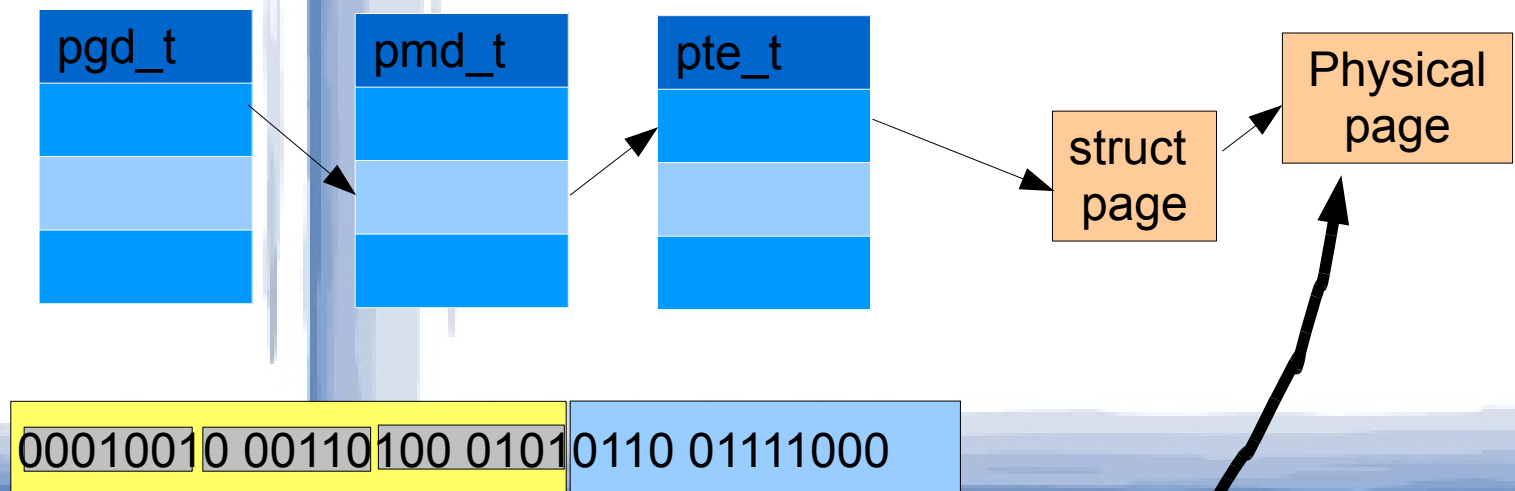 pgd_t
pmd_t
pte_t
struct
page
Physical
page
00010010 00110100 01010110 01111000